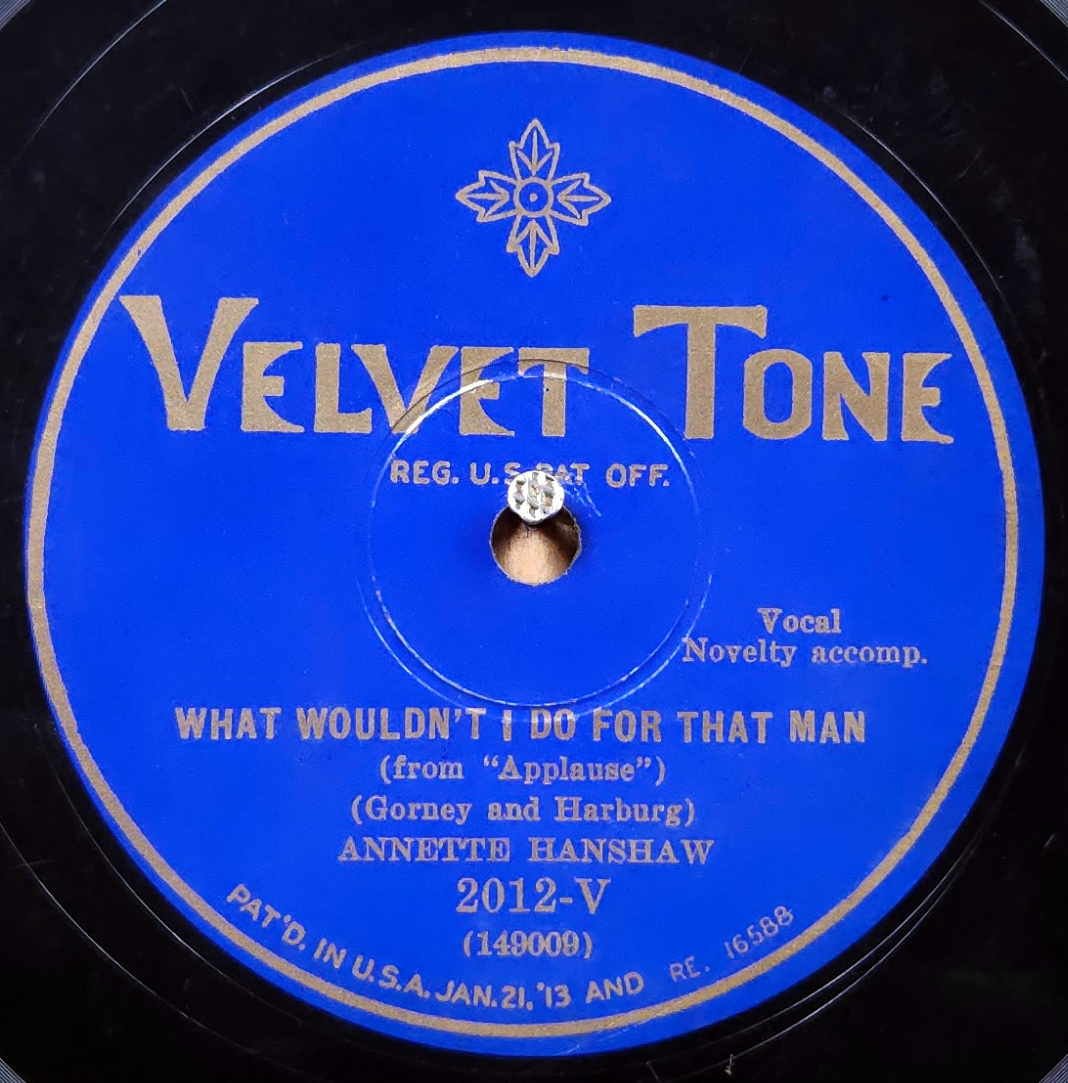 VELVET TONE
REG. U.S. PAT OFF.
Vocal
Novelty accomp.
WHAT WOULDN'T I DO FOR THAT MAN
(from "Applause")
(Gorney and Harburg)
ANNETTE HANSHAW
2012-V
(149009)
PAT'D. IN U.S.A. JAN.21,'13 AND RE. 16588